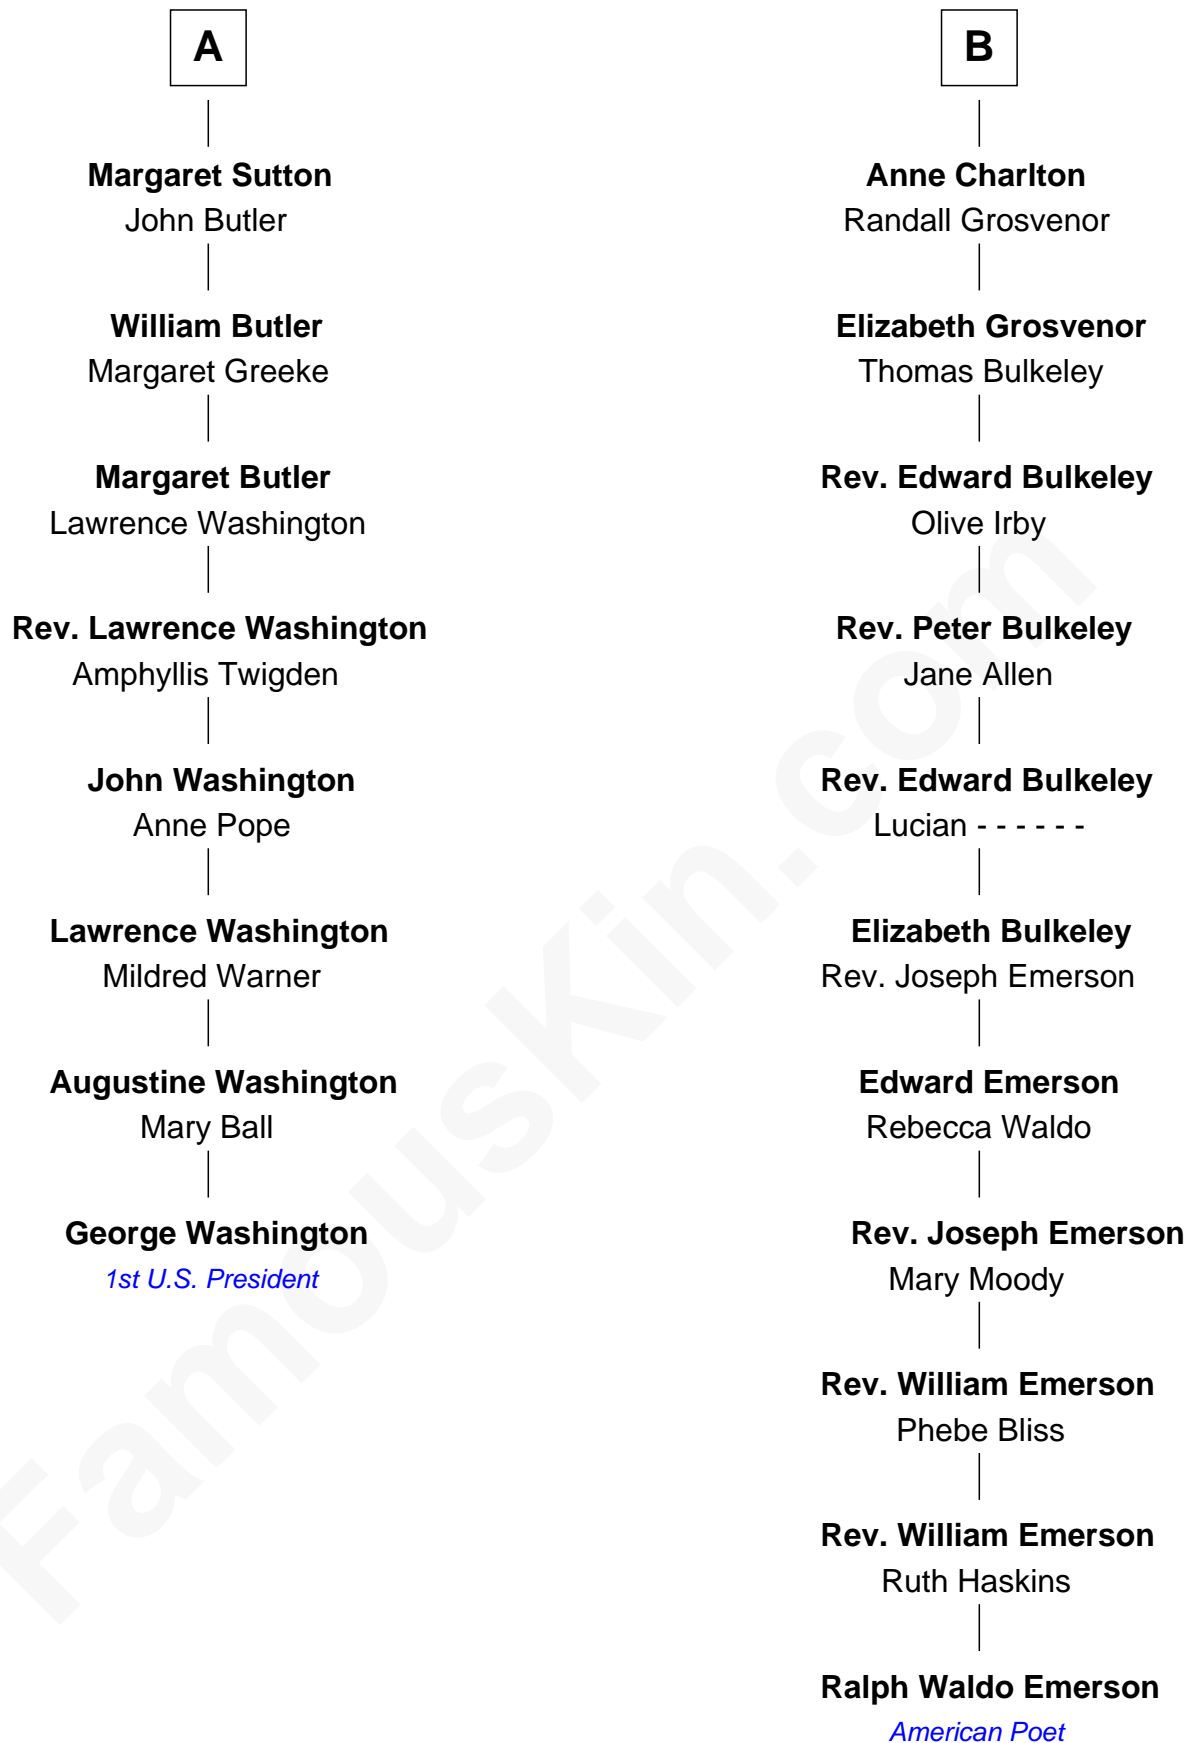 A
Margaret Sutton
John Butler
William Butler
Margaret Greeke
Margaret Butler
Lawrence Washington
Rev. Lawrence Washington
Amphyllis Twigden
John Washington
Anne Pope
Lawrence Washington
Mildred Warner
Augustine Washington
Mary Ball
George Washington
1st U.S. President
B
Anne Charlton
Randall Grosvenor
Elizabeth Grosvenor
Thomas Bulkeley
Rev. Edward Bulkeley
Olive Irby
Rev. Peter Bulkeley
Jane Allen
Rev. Edward Bulkeley
Lucian - - - - - -
Elizabeth Bulkeley
Rev. Joseph Emerson
Edward Emerson
Rebecca Waldo
Rev. Joseph Emerson
Mary Moody
Rev. William Emerson
Phebe Bliss
Rev. William Emerson
Ruth Haskins
Ralph Waldo Emerson
American Poet
FamousKin.com